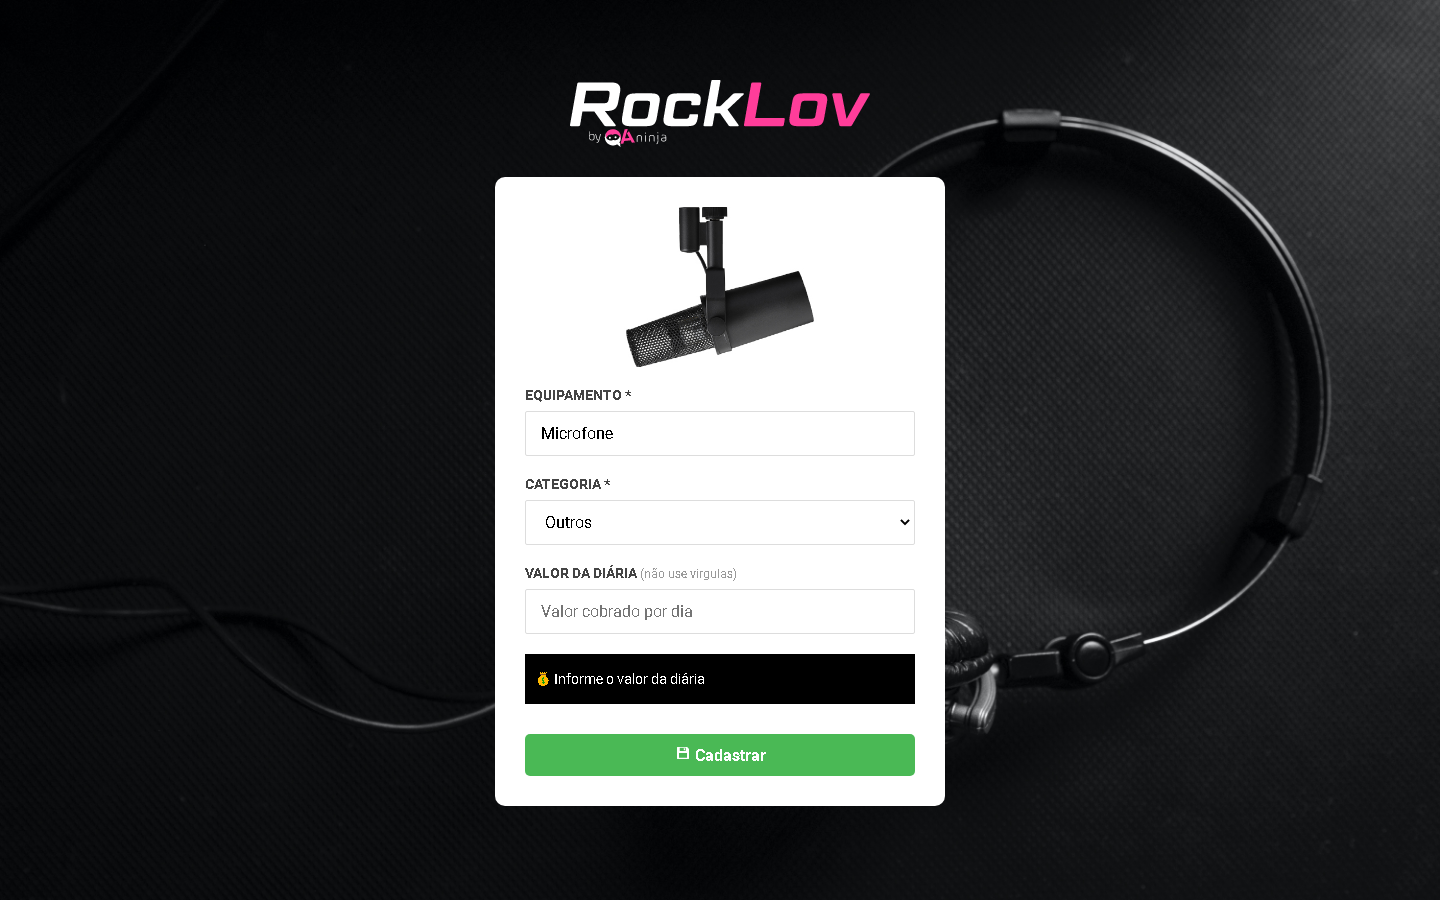 RockLov
by QAninja
EQUIPAMENTO *
Microfone
CATEGORIA *
Outros
VALOR DA DIÁRIA (não use virgulas)
Valor cobrado por dia
💰 Informe o valor da diária
Cadastrar